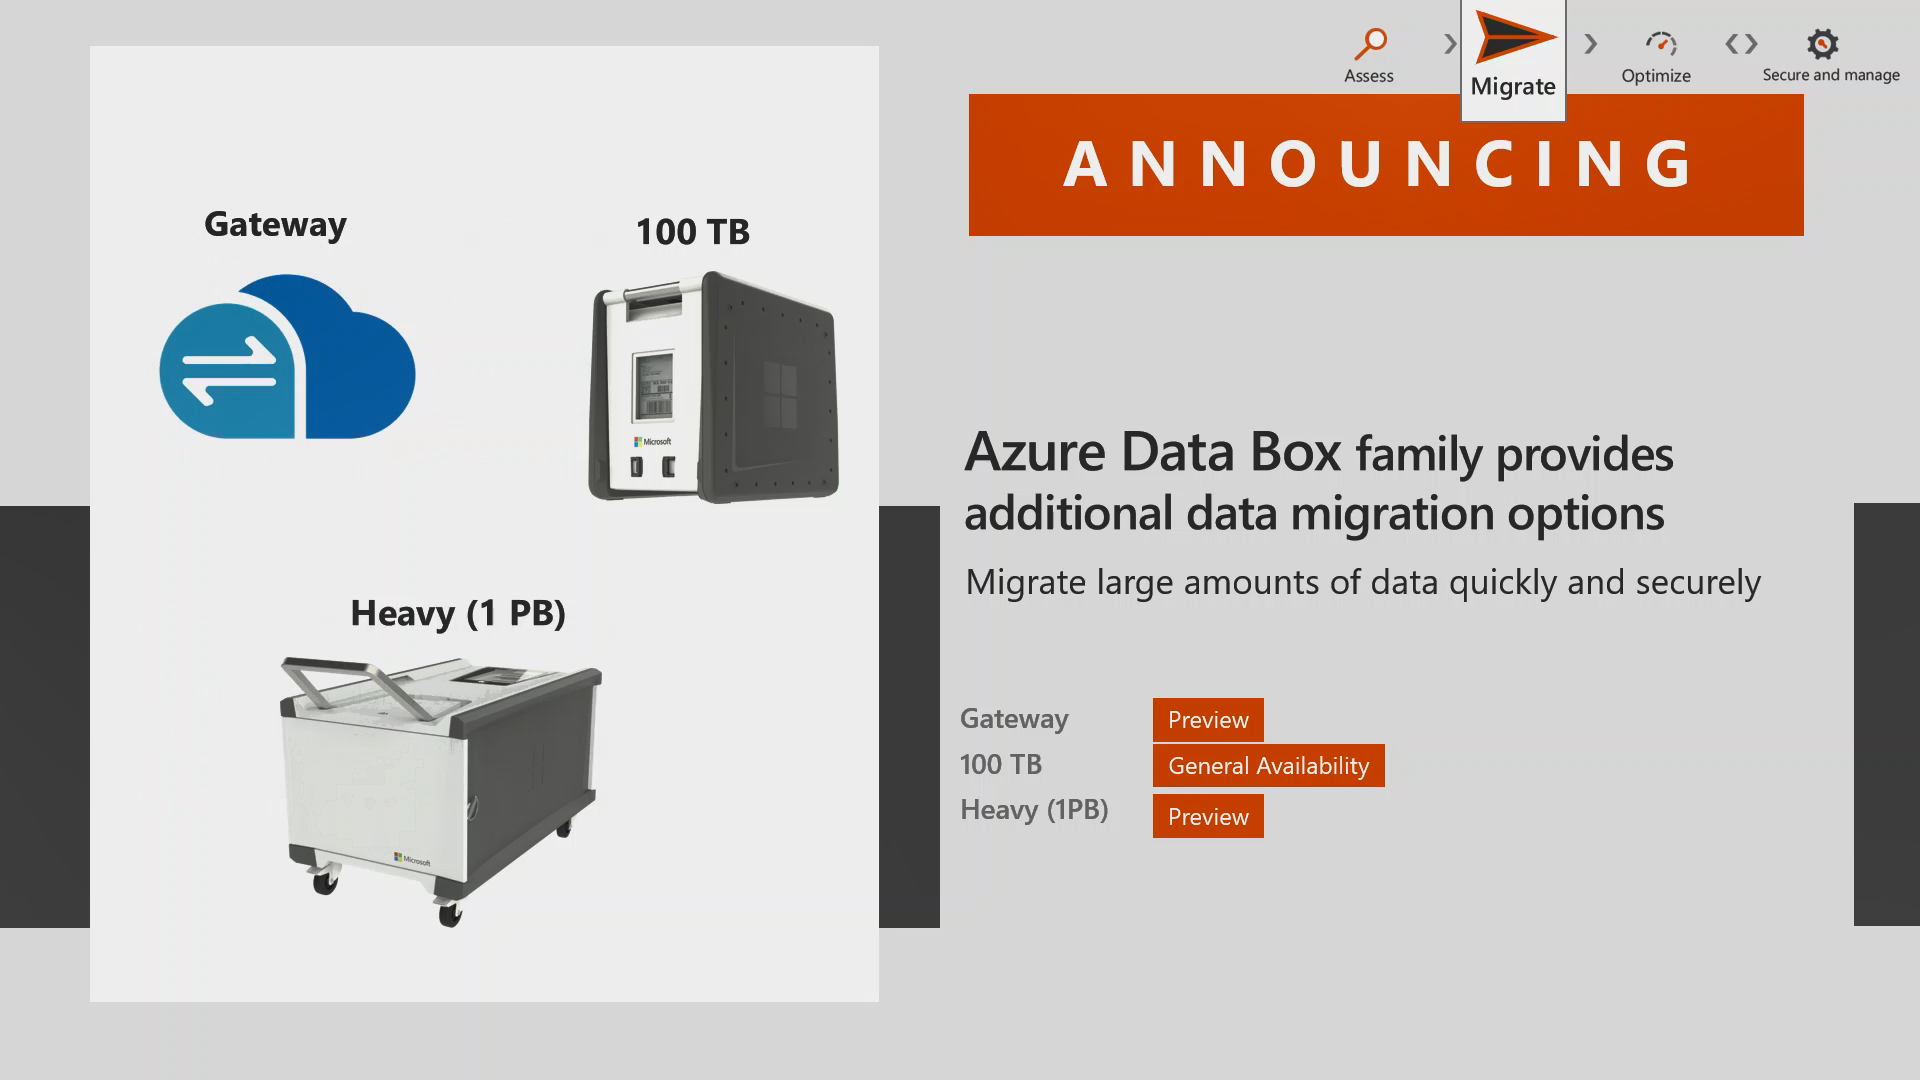 Assess
Migrate
Optimize
Secure and manage
ANNOUNCING
Gateway
100 TB
Microsoft
Heavy (1 PB)
Microsoft
Azure Data Box family provides
additional data migration options
Migrate large amounts of data quickly and securely
Gateway Preview
100 TB General Availability
Heavy (1PB) Preview